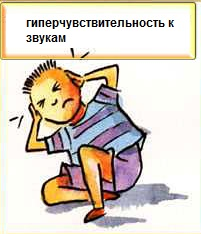 гиперчувствительность к
звукам